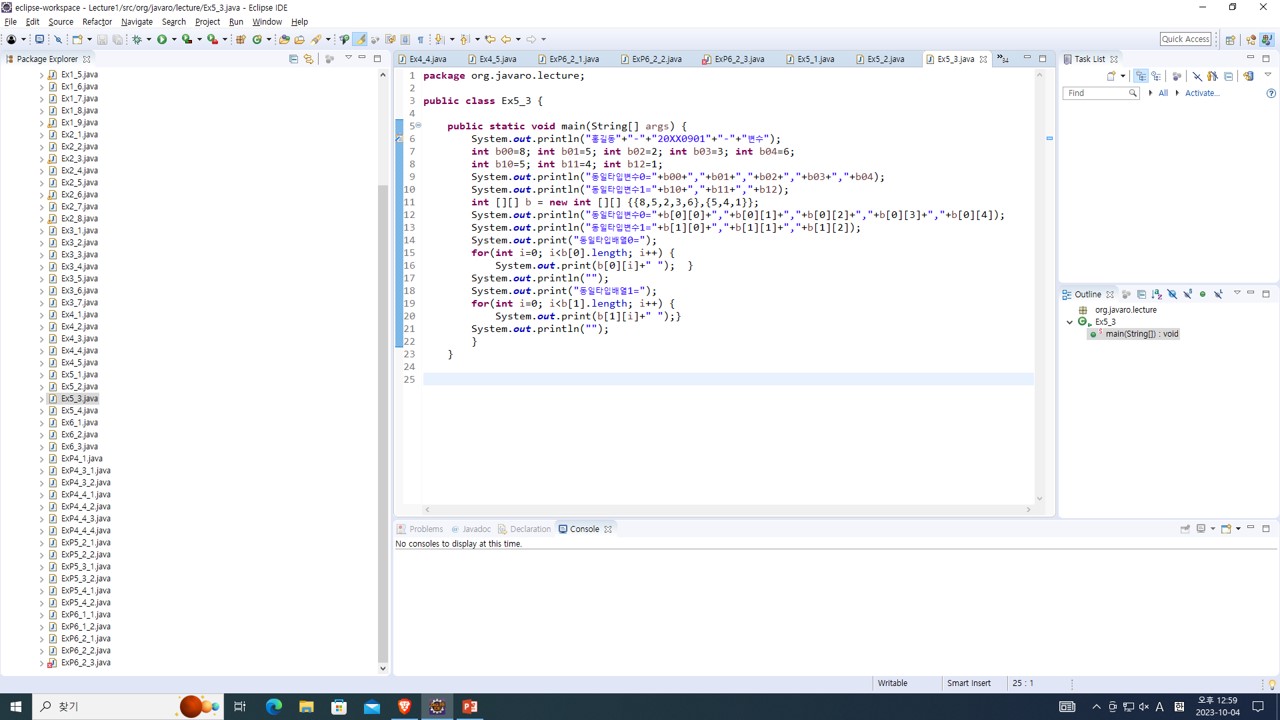 eclipse-workspace - Lecture1/src/org/javaro/lecture/Ex5_3.java - Eclipse IDE
File Edit Source Refactor Navigate Search Project Run Window Help
Quick Access
Package Explorer
Ex1_5.java
Ex1_6.java
Ex1_7.java
Ex1_8.java
Ex1_9.java
Ex2_1.java
Ex2_2.java
Ex2_3.java
Ex2_4.java
Ex2_5.java
Ex2_6.java
Ex2_7.java
Ex2_8.java
Ex3_1.java
Ex3_2.java
Ex3_3.java
Ex3_4.java
Ex3_5.java
Ex3_6.java
Ex3_7.java
Ex4_1.java
Ex4_2.java
Ex4_3.java
Ex4_4.java
Ex4_5.java
Ex5_1.java
Ex5_2.java
Ex5_3.java
Ex5_4.java
Ex6_1.java
Ex6_2.java
Ex6_3.java
ExP4_1.java
ExP4_3_1.java
ExP4_3_2.java
ExP4_4_1.java
ExP4_4_2.java
ExP4_4_3.java
ExP4_4_4.java
ExP5_2_1.java
ExP5_2_2.java
ExP5_3_1.java
ExP5_3_2.java
ExP5_4_1.java
ExP5_4_2.java
ExP6_1_1.java
ExP6_1_2.java
ExP6_2_1.java
ExP6_2_2.java
ExP6_2_3.java
Ex4_4.java Ex4_5.java ExP6_2_1.java ExP6_2_2.java ExP6_2_3.java Ex5_1.java Ex5_2.java Ex5_3.java
1 package org.javaro.lecture;
2
3 public class Ex5_3 {
4
5 public static void main(String[] args) {
6 System.out.println("홍길동"+"-"+"20XX0901"+"-"+"변수");
7 int b00=8; int b01=5; int b02=2; int b03=3; int b04=6;
8 int b10=5; int b11=4; int b12=1;
9 System.out.println("동일타입변수0="+b00+","+b01+","+b02+","+b03+","+b04);
10 System.out.println("동일타입변수1="+b10+","+b11+","+b12);
11 int [][] b = new int [][] {{8,5,2,3,6},{5,4,1}};
12 System.out.println("동일타입변수0="+b[0][0]+","+b[0][1]+","+b[0][2]+","+b[0][3]+","+b[0][4]);
13 System.out.println("동일타입변수1="+b[1][0]+","+b[1][1]+","+b[1][2]);
14 System.out.print("동일타입배열0=");
15 for(int i=0; i<b[0].length; i++) {
16 System.out.print(b[0][i]+" "); }
17 System.out.println("");
18 System.out.print("동일타입배열1=");
19 for(int i=0; i<b[1].length; i++) {
20 System.out.print(b[1][i]+" ");}
21 System.out.println("");
22 }
23 }
24
25
Task List
Find All Activate...
Outline
org.javaro.lecture
Ex5_3
main(String[]) : void
Problems Javadoc Declaration Console
No consoles to display at this time.
Writable Smart Insert 25 : 1
찾기
A
오후 12:59
2023-10-04